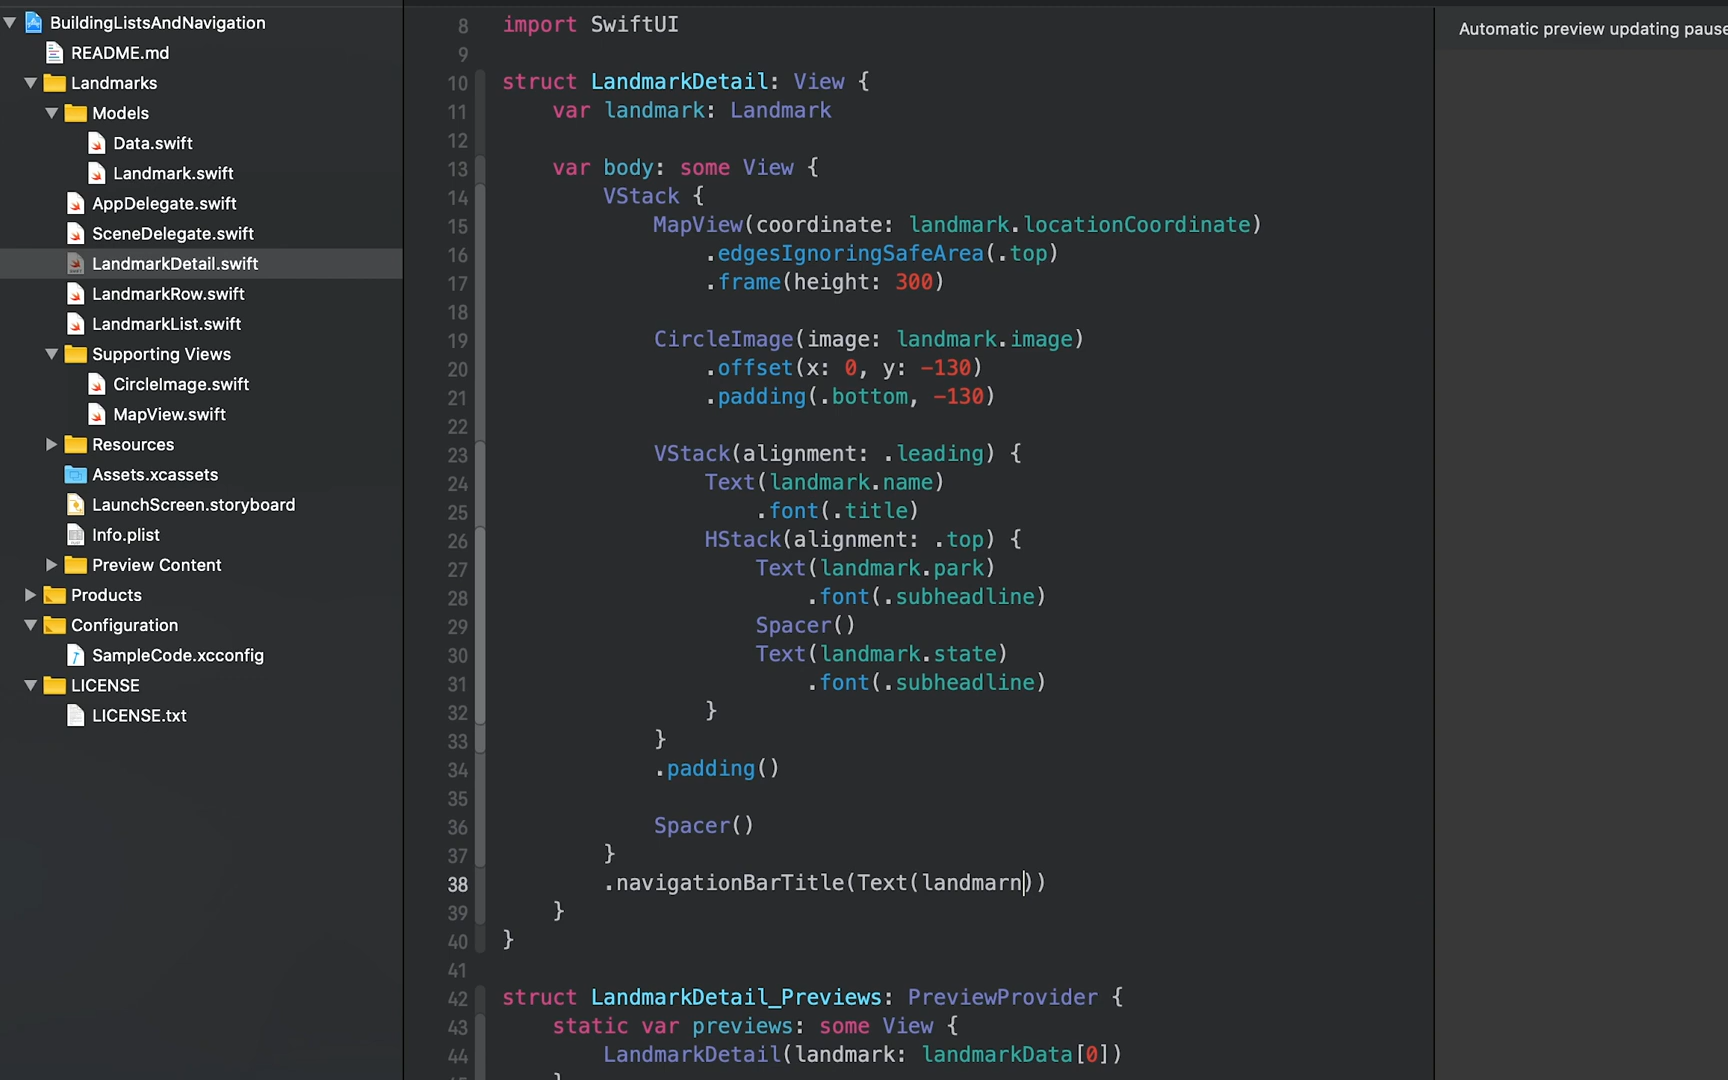 BuildingListsAndNavigation
README.md
Landmarks
Models
Data.swift
Landmark.swift
AppDelegate.swift
SceneDelegate.swift
LandmarkDetail.swift
LandmarkRow.swift
LandmarkList.swift
Supporting Views
CircleImage.swift
MapView.swift
Resources
Assets.xcassets
LaunchScreen.storyboard
Info.plist
Preview Content
Products
Configuration
SampleCode.xcconfig
LICENSE
LICENSE.txt
8 import SwiftUI
9
10 struct LandmarkDetail: View {
11 var landmark: Landmark
12
13 var body: some View {
14 VStack {
15 MapView(coordinate: landmark.locationCoordinate)
16 .edgesIgnoringSafeArea(.top)
17 .frame(height: 300)
18
19 CircleImage(image: landmark.image)
20 .offset(x: 0, y: -130)
21 .padding(.bottom, -130)
22
23 VStack(alignment: .leading) {
24 Text(landmark.name)
25 .font(.title)
26 HStack(alignment: .top) {
27 Text(landmark.park)
28 .font(.subheadline)
29 Spacer()
30 Text(landmark.state)
31 .font(.subheadline)
32 }
33 }
34 .padding()
35
36 Spacer()
37 }
38 .navigationBarTitle(Text(landmarn))
39 }
40 }
41
42 struct LandmarkDetail_Previews: PreviewProvider {
43 static var previews: some View {
44 LandmarkDetail(landmark: landmarkData[0])
Automatic preview updating pause